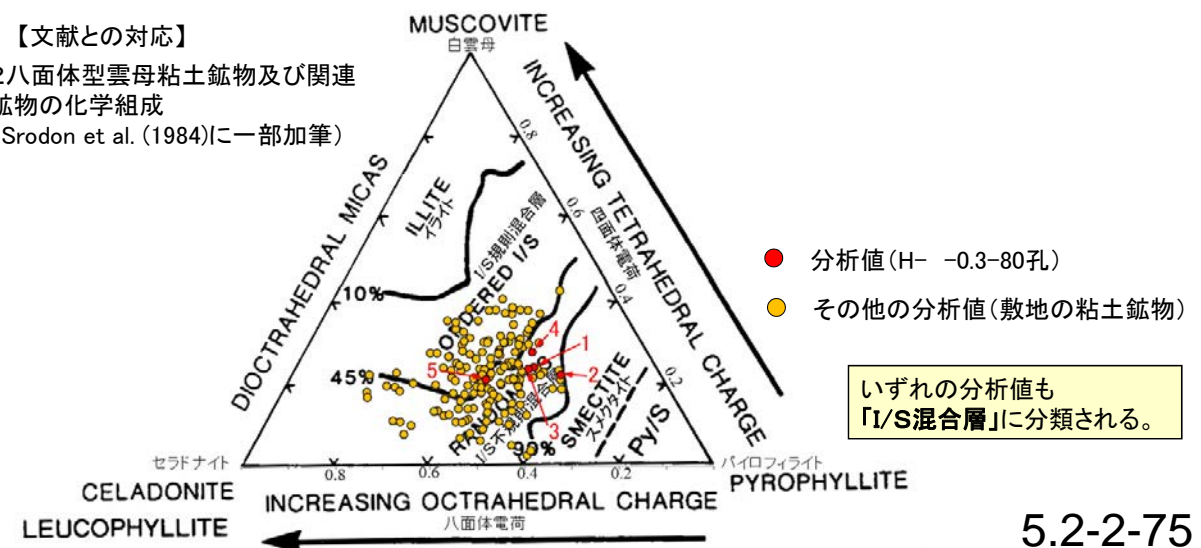 【文献との対応】
2八面体型雲母粘土鉱物及び関連
鉱物の化学組成
Srodon et al. (1984)に一部加筆）
MUSCOVITE
白雲母
INCREASING TETRAHEDRAL CHARGE
四面体電荷
DIOCTRAHEDRAL MICAS
0.8
0.6
0.4
0.2
ILLITE
イライト
I/S規則混合層
ORDERED I/S
10%
45%
I/S不規則混合層
SMECTITE
スメクタイト
Py/S
4
1
5
2
3
セラドナイト
0.8
0.6
0.4
0.2
パイロフィライト
CELADONITE
LEUCOPHYLLITE
INCREASING OCTRAHEDRAL CHARGE
八面体電荷
PYROPHYLLITE
分析値（H- -0.3-80孔）
その他の分析値（敷地の粘土鉱物）
いずれの分析値も
「I/S混合層」に分類される。
5.2-2-75